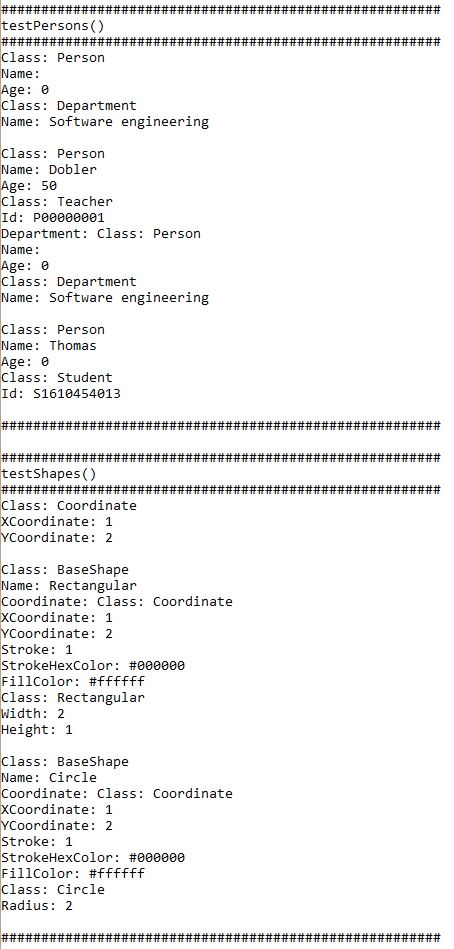 #######################################################
testPersons()
#######################################################
Class: Person
Name:
Age: 0
Class: Department
Name: Software engineering

Class: Person
Name: Dobler
Age: 50
Class: Teacher
Id: P00000001
Department: Class: Person
Name:
Age: 0
Class: Department
Name: Software engineering

Class: Person
Name: Thomas
Age: 0
Class: Student
Id: S1610454013

#######################################################

#######################################################
testShapes()
#######################################################
Class: Coordinate
XCoordinate: 1
YCoordinate: 2

Class: BaseShape
Name: Rectangular
Coordinate: Class: Coordinate
XCoordinate: 1
YCoordinate: 2
Stroke: 1
StrokeHexColor: #000000
FillColor: #ffffff
Class: Rectangular
Width: 2
Height: 1

Class: BaseShape
Name: Circle
Coordinate: Class: Coordinate
XCoordinate: 1
YCoordinate: 2
Stroke: 1
StrokeHexColor: #000000
FillColor: #ffffff
Class: Circle
Radius: 2

#######################################################